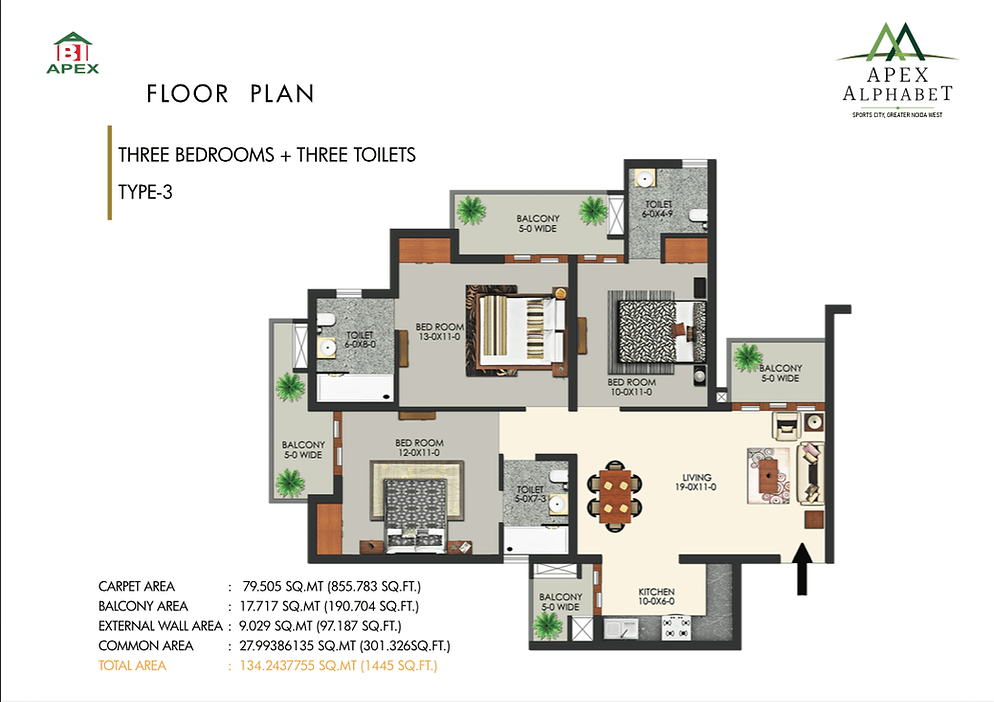 ABI
APEX
APEX
ALPHABET
SPORTS CITY, GREATER NOIDA WEST
FLOOR PLAN
THREE BEDROOMS + THREE TOILETS
TYPE-3
TOILET
6-0X4-9
BALCONY
5-0 WIDE
BED ROOM
13-0X11-0
TOILET
6-0X8-0
BED ROOM
10-0X11-0
BALCONY
5-0 WIDE
BALCONY
5-0 WIDE
BED ROOM
12-0X11-0
TOILET
5-0X7-3
LIVING
19-0X11-0
BALCONY
5-0 WIDE
KITCHEN
10-0X6-0
CARPET AREA : 79.505 SQ.MT (855.783 SQ.FT.)
BALCONY AREA : 17.717 SQ.MT (190.704 SQ.FT.)
EXTERNAL WALL AREA : 9.029 SQ.MT (97.187 SQ.FT.)
COMMON AREA : 27.99386135 SQ.MT (301.326SQ.FT.)
TOTAL AREA : 134.2437755 SQ.MT (1445 SQ.FT.)